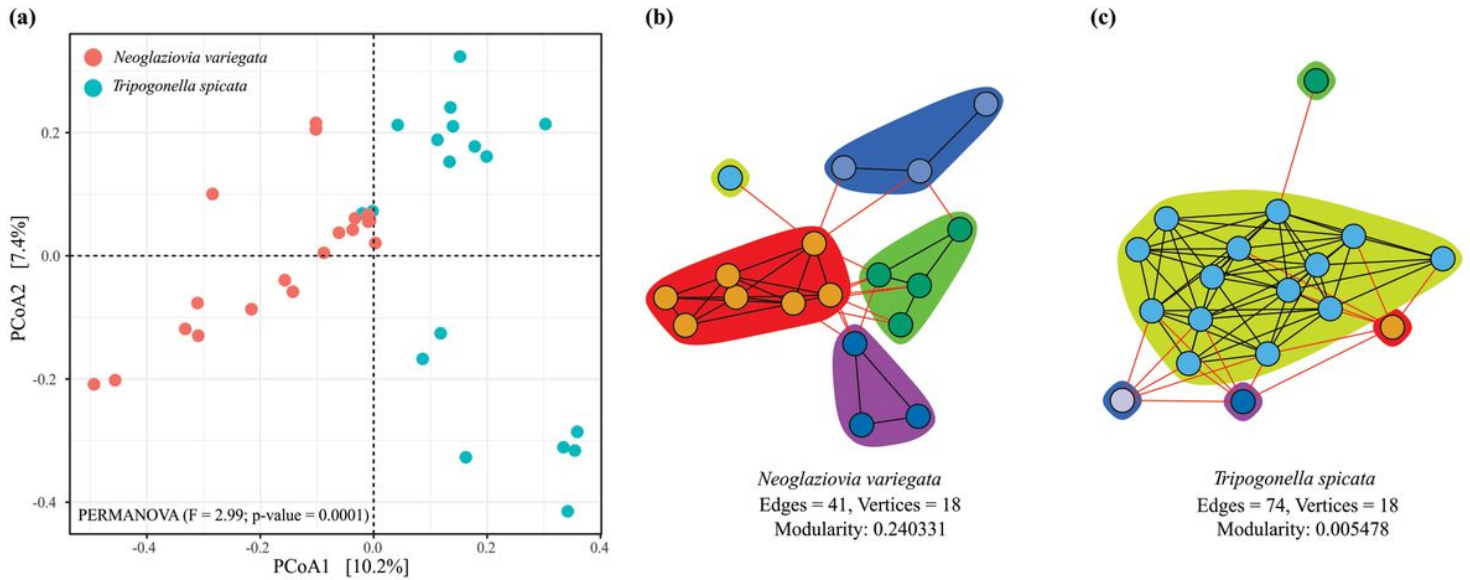 (a)
Neoglaziovia variegata
Tripogonella spicata
0.2
0.0
-0.2
-0.4
PCoA2 [7.4%]
PERMANOVA (F = 2.99; p-value = 0.0001)
-0.4
-0.2
0.0
0.2
0.4
PCoA1 [10.2%]
(b)
Neoglaziovia variegata
Edges = 41, Vertices = 18
Modularity: 0.240331
(c)
Tripogonella spicata
Edges = 74, Vertices = 18
Modularity: 0.005478